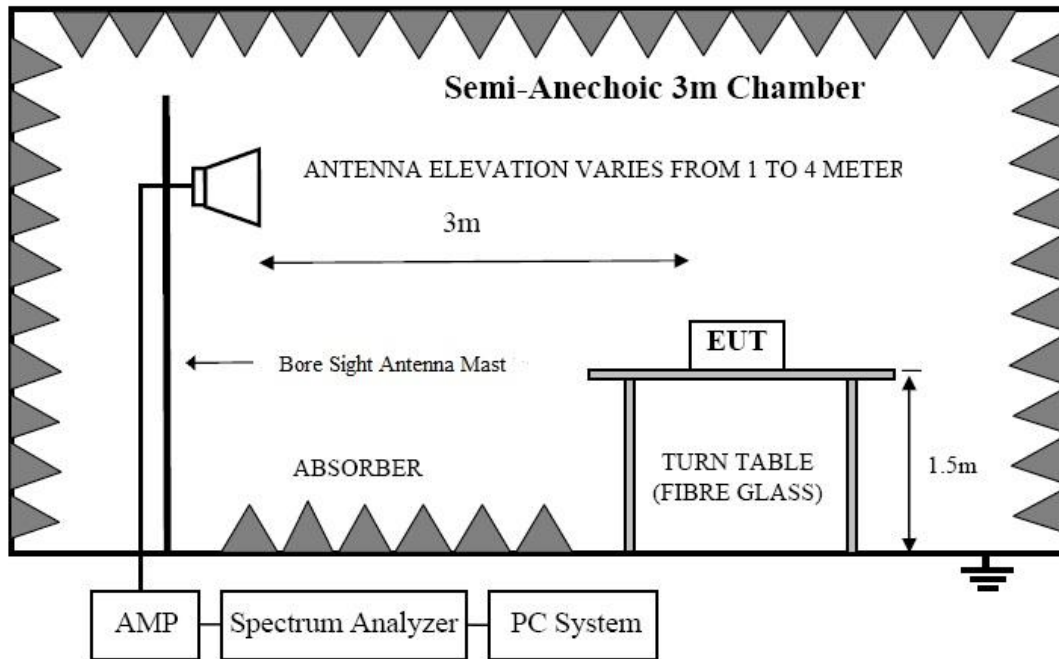 Semi-Anechoic 3m Chamber
ANTENNA ELEVATION VARIES FROM 1 TO 4 METER
3m
EUT
Bore Sight Antenna Mast
ABSORBER
TURN TABLE
(FIBRE GLASS)
1.5m
AMP
Spectrum Analyzer
PC System